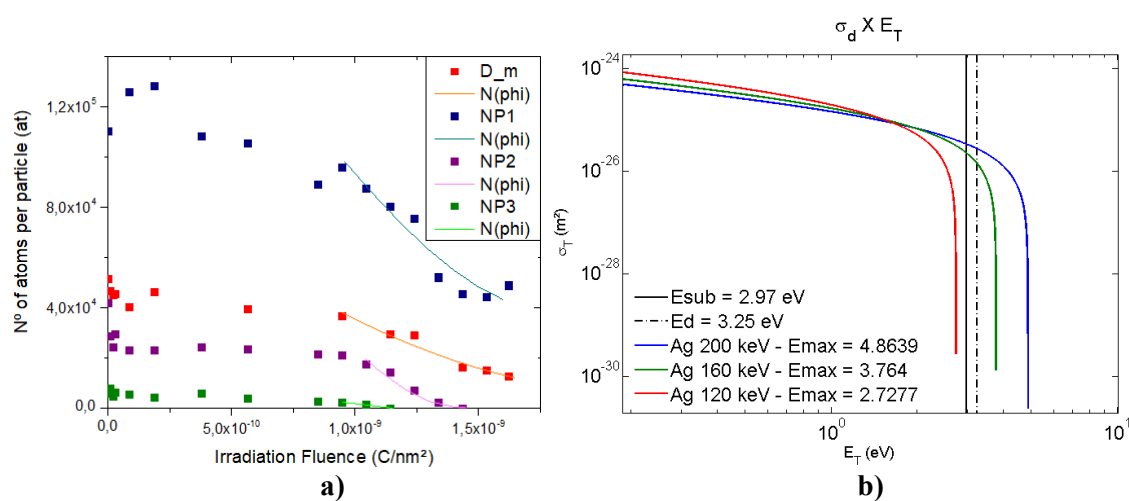 Nº of atoms per particle (at)
1,2x10⁵
8,0x10⁴
4,0x10⁴
0,0
D_m
N(phi)
NP1
N(phi)
NP2
N(phi)
NP3
N(phi)
0,0
5,0x10⁻¹⁰
1,0x10⁻⁹
1,5x10⁻⁹
Irradiation Fluence (C/nm²)
a)
σ_d X E_T
σ_T (m²)
10⁻²⁴
10⁻²⁶
10⁻²⁸
10⁻³⁰
Esub = 2.97 eV
Ed = 3.25 eV
Ag 200 keV - Emax = 4.8639
Ag 160 keV - Emax = 3.764
Ag 120 keV - Emax = 2.7277
10⁰
10¹
E_T (eV)
b)